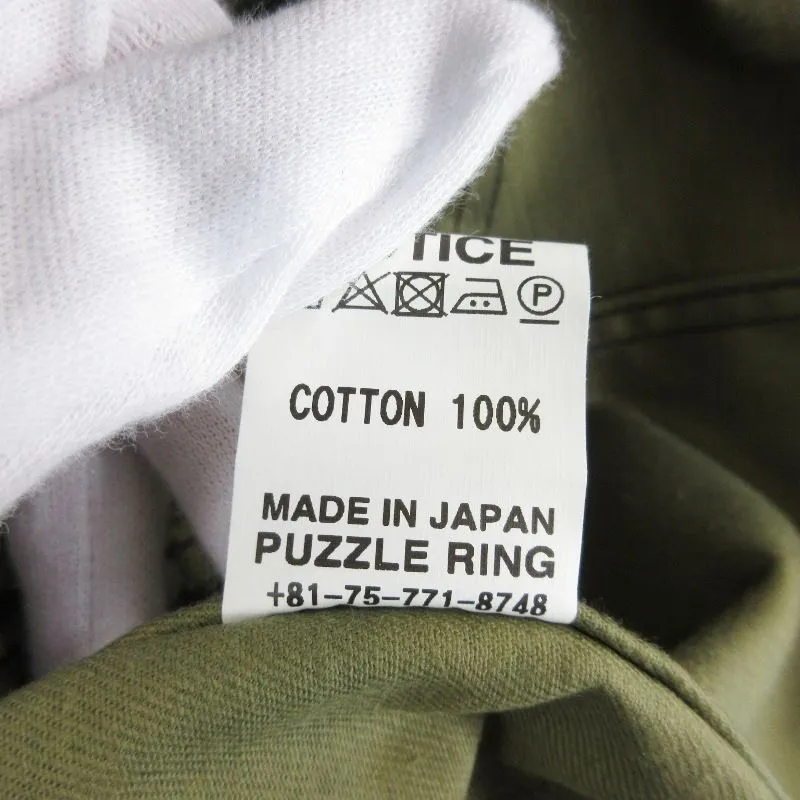 TICE
P
COTTON 100%
MADE IN JAPAN
PUZZLE RING
+81-75-771-8748